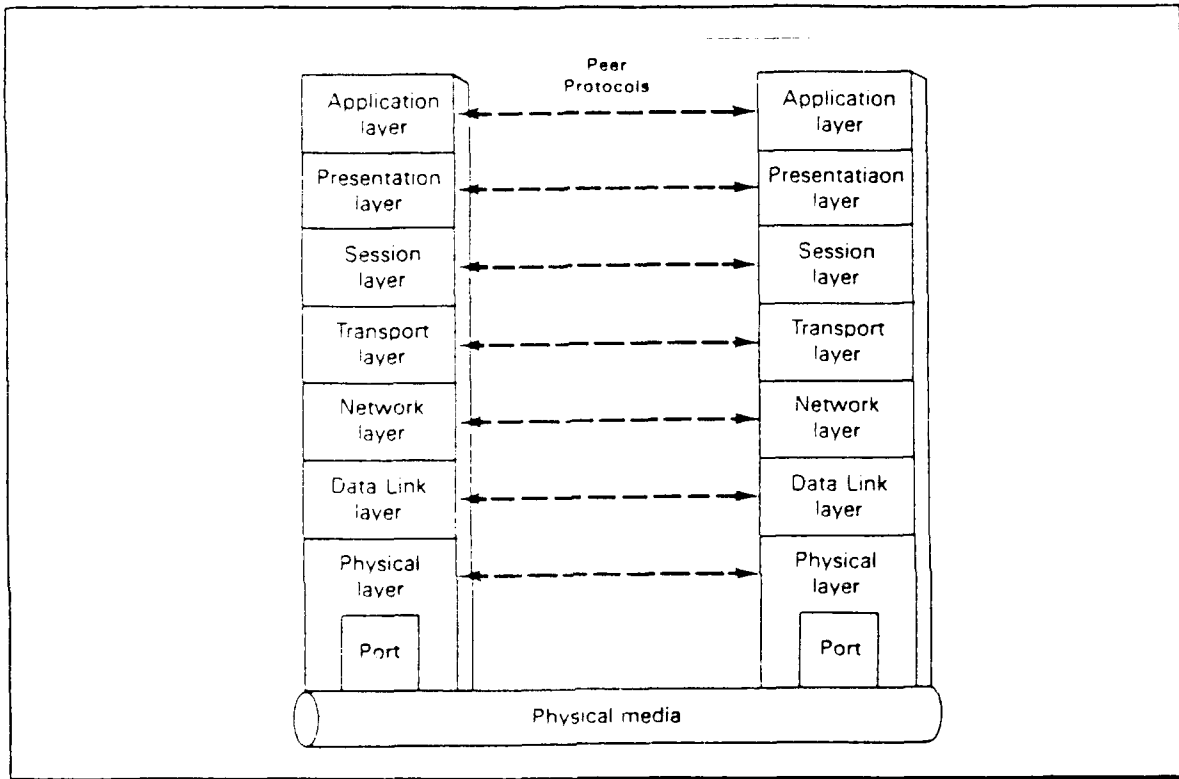 Peer
Protocols
Application
layer
Application
layer
Presentation
layer
Presentatiaon
layer
Session
layer
Session
layer
Transport
layer
Transport
layer
Network
layer
Network
layer
Data Link
layer
Data Link
layer
Physical
layer
Physical
layer
Port
Port
Physical media